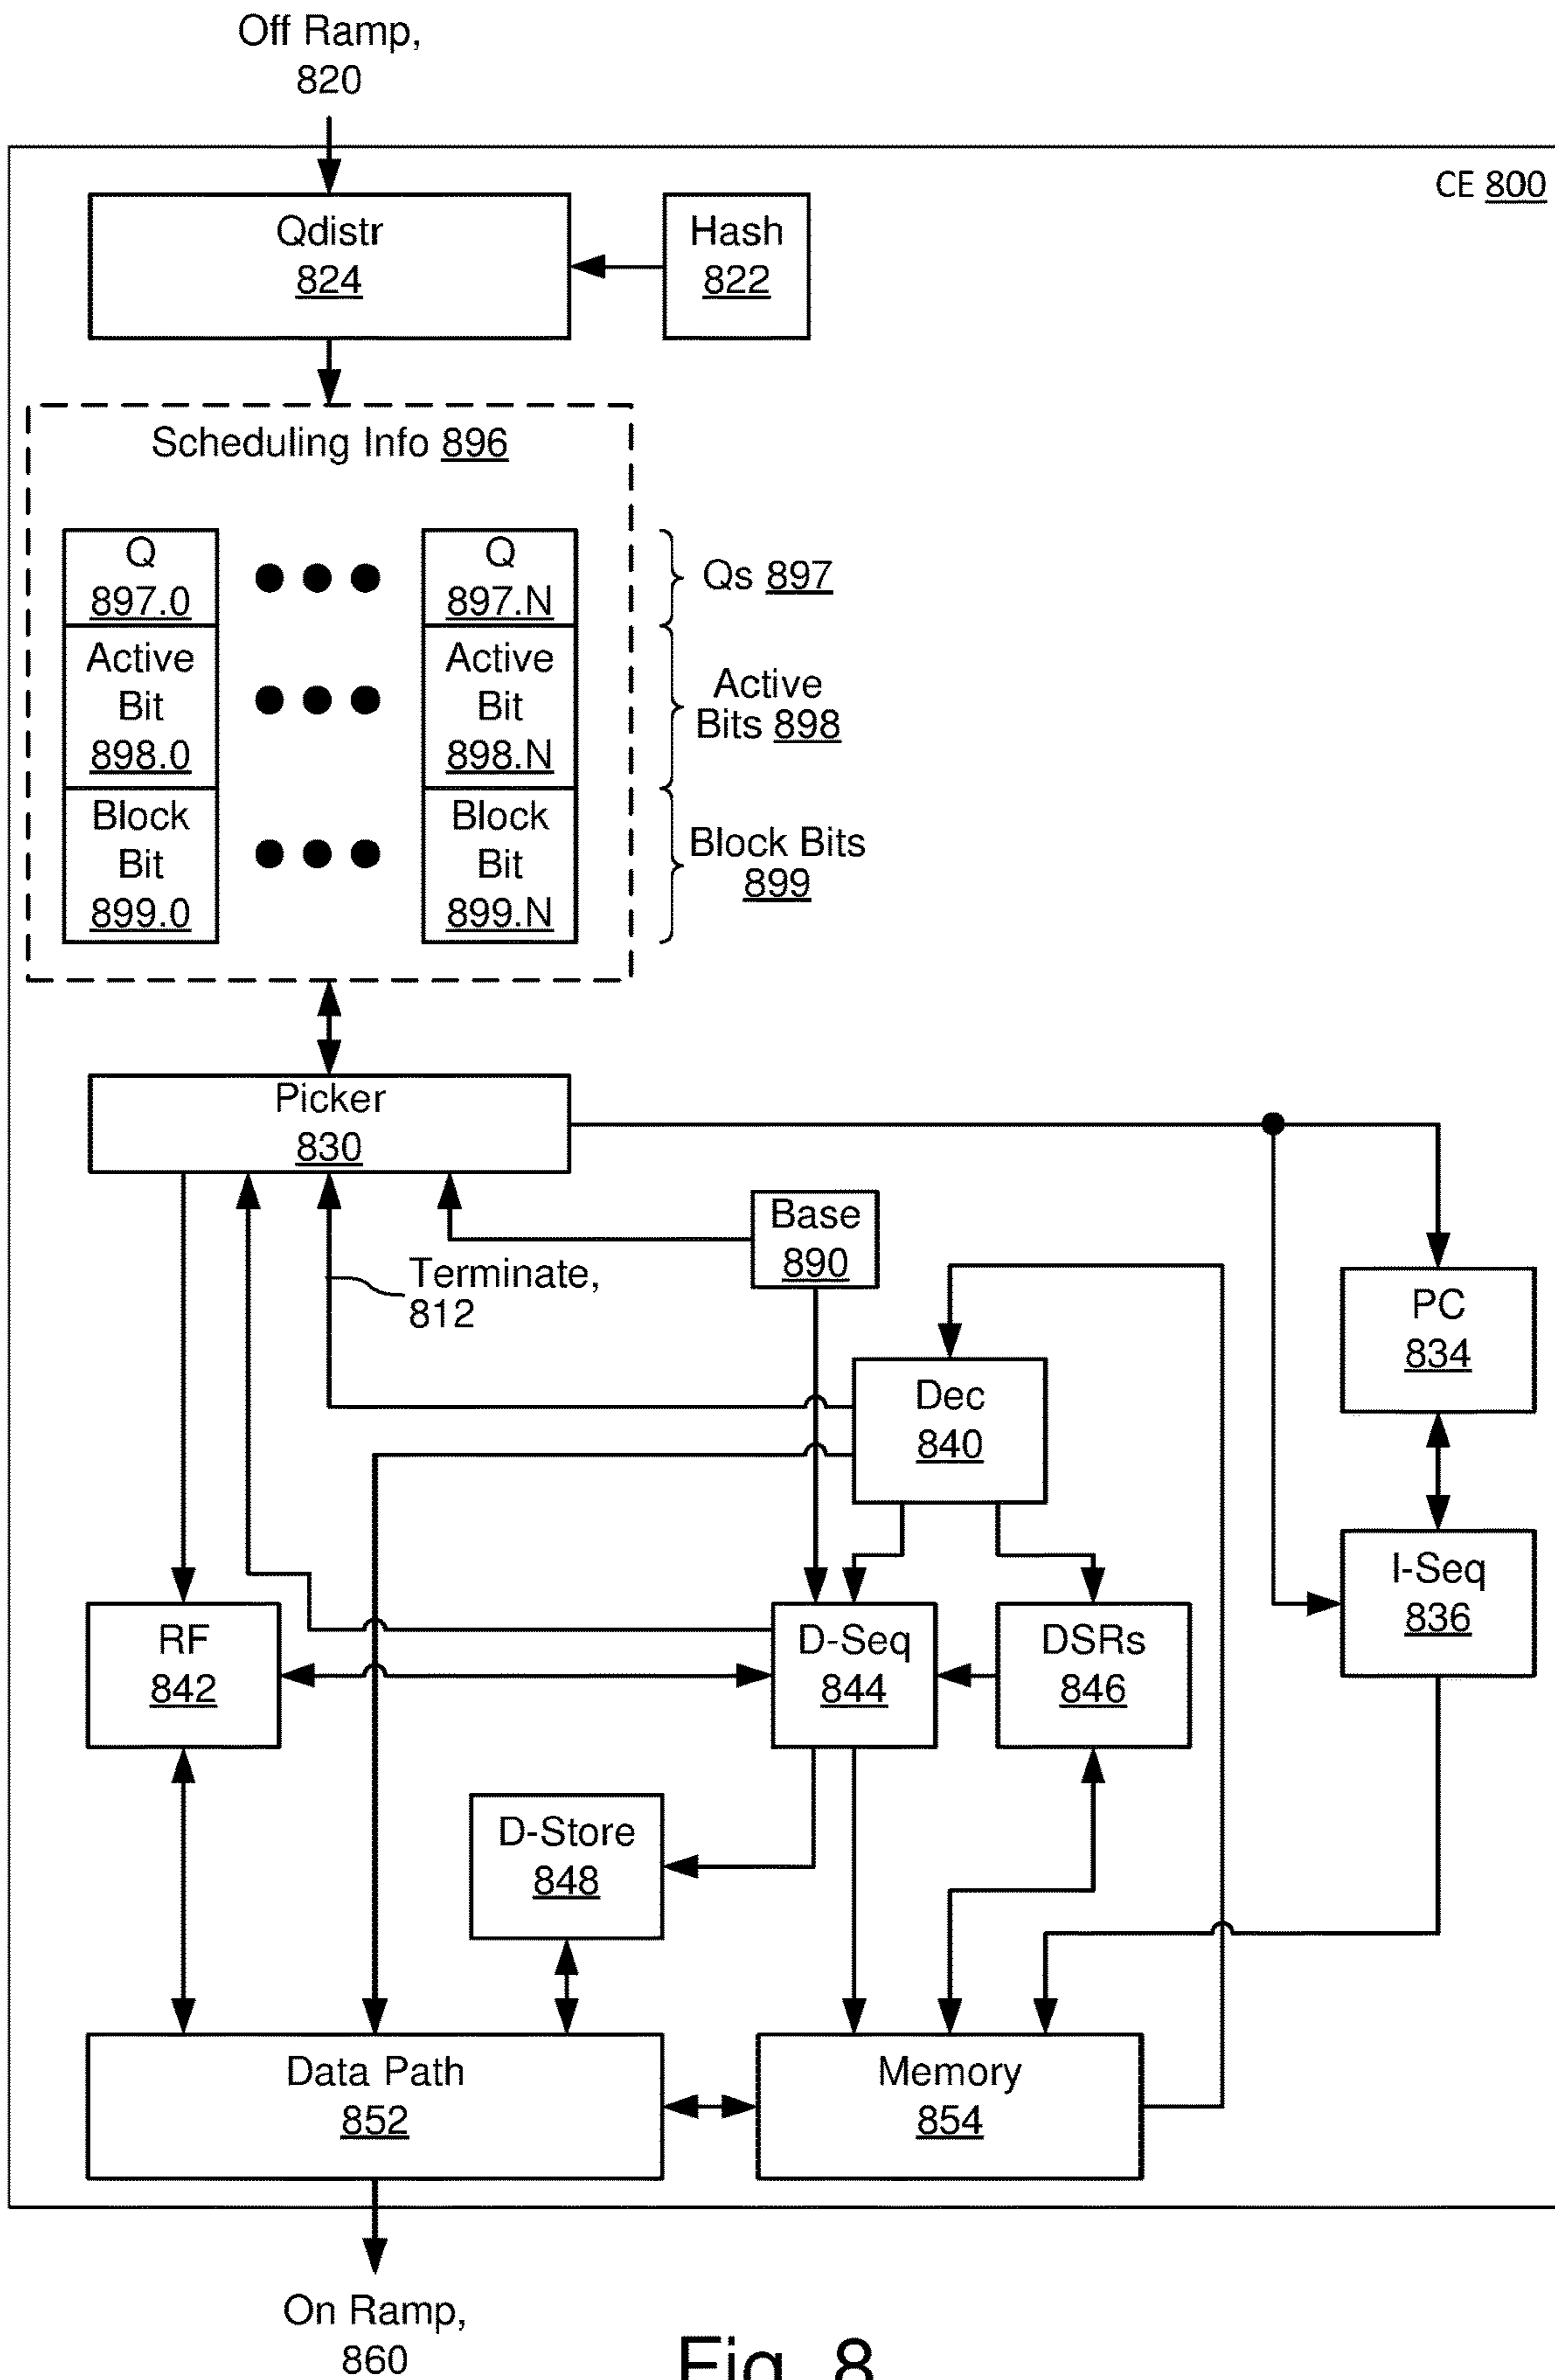 Off Ramp,
820
CE 800
Qdistr
824
Hash
822
Scheduling Info 896
Q
897.0
Q
897.N
Qs 897
Active
Bit
898.0
Active
Bit
898.N
Active
Bits 898
Block
Bit
899.0
Block
Bit
899.N
Block Bits
899
Picker
830
Base
890
Terminate,
812
PC
834
Dec
840
I-Seq
836
RF
842
D-Seq
844
DSRs
846
D-Store
848
Data Path
852
Memory
854
On Ramp,
860
Fig. 8